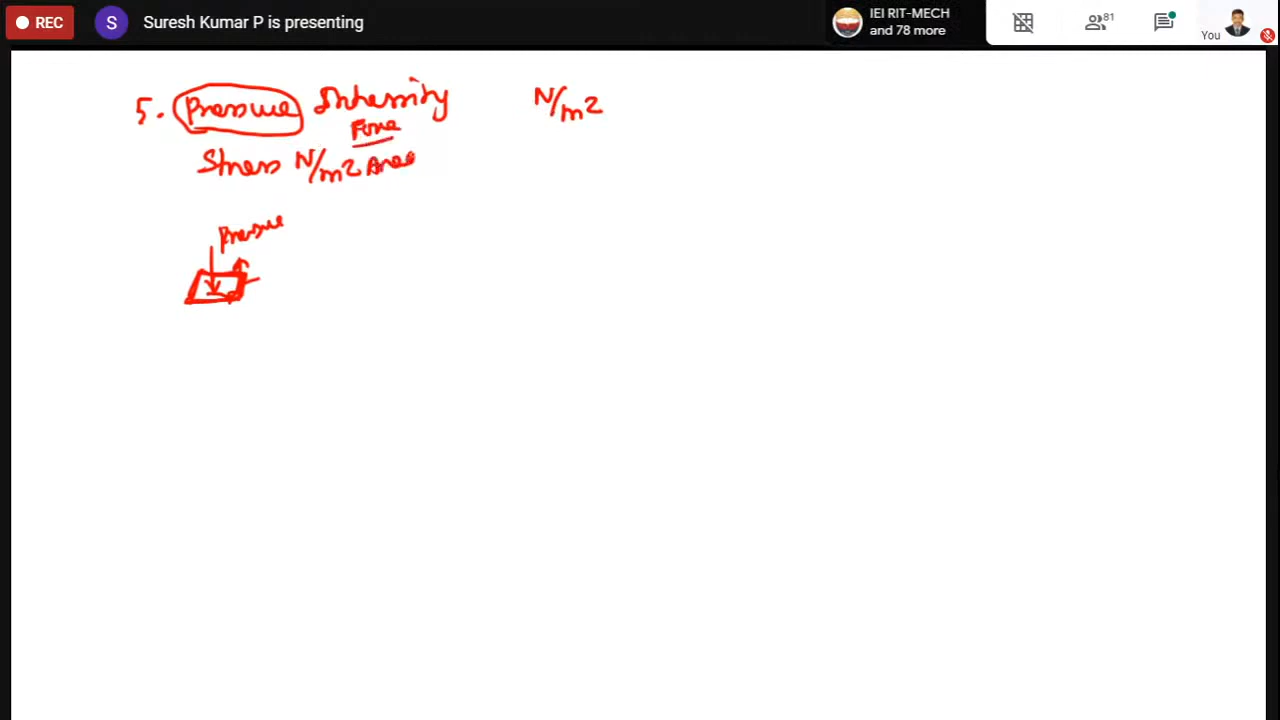 REC
S
Suresh Kumar P is presenting
IEI RIT-MECH
and 78 more
81
You
5. Pressure Intensity N/m2
Force
Stress N/m2 Area
Pressure